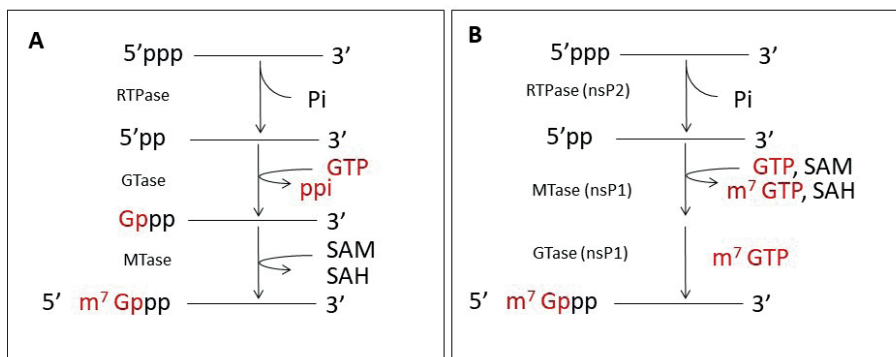 A
5'ppp 3'
RTPase Pi
5'pp 3'
GTase GTP
ppi
Gppp 3'
MTase SAM
SAH
5' m⁷ Gppp 3'
B
5'ppp 3'
RTPase (nsP2) Pi
5'pp 3'
GTP, SAM
MTase (nsP1) m⁷ GTP, SAH
GTase (nsP1) m⁷ GTP
5' m⁷ Gppp 3'